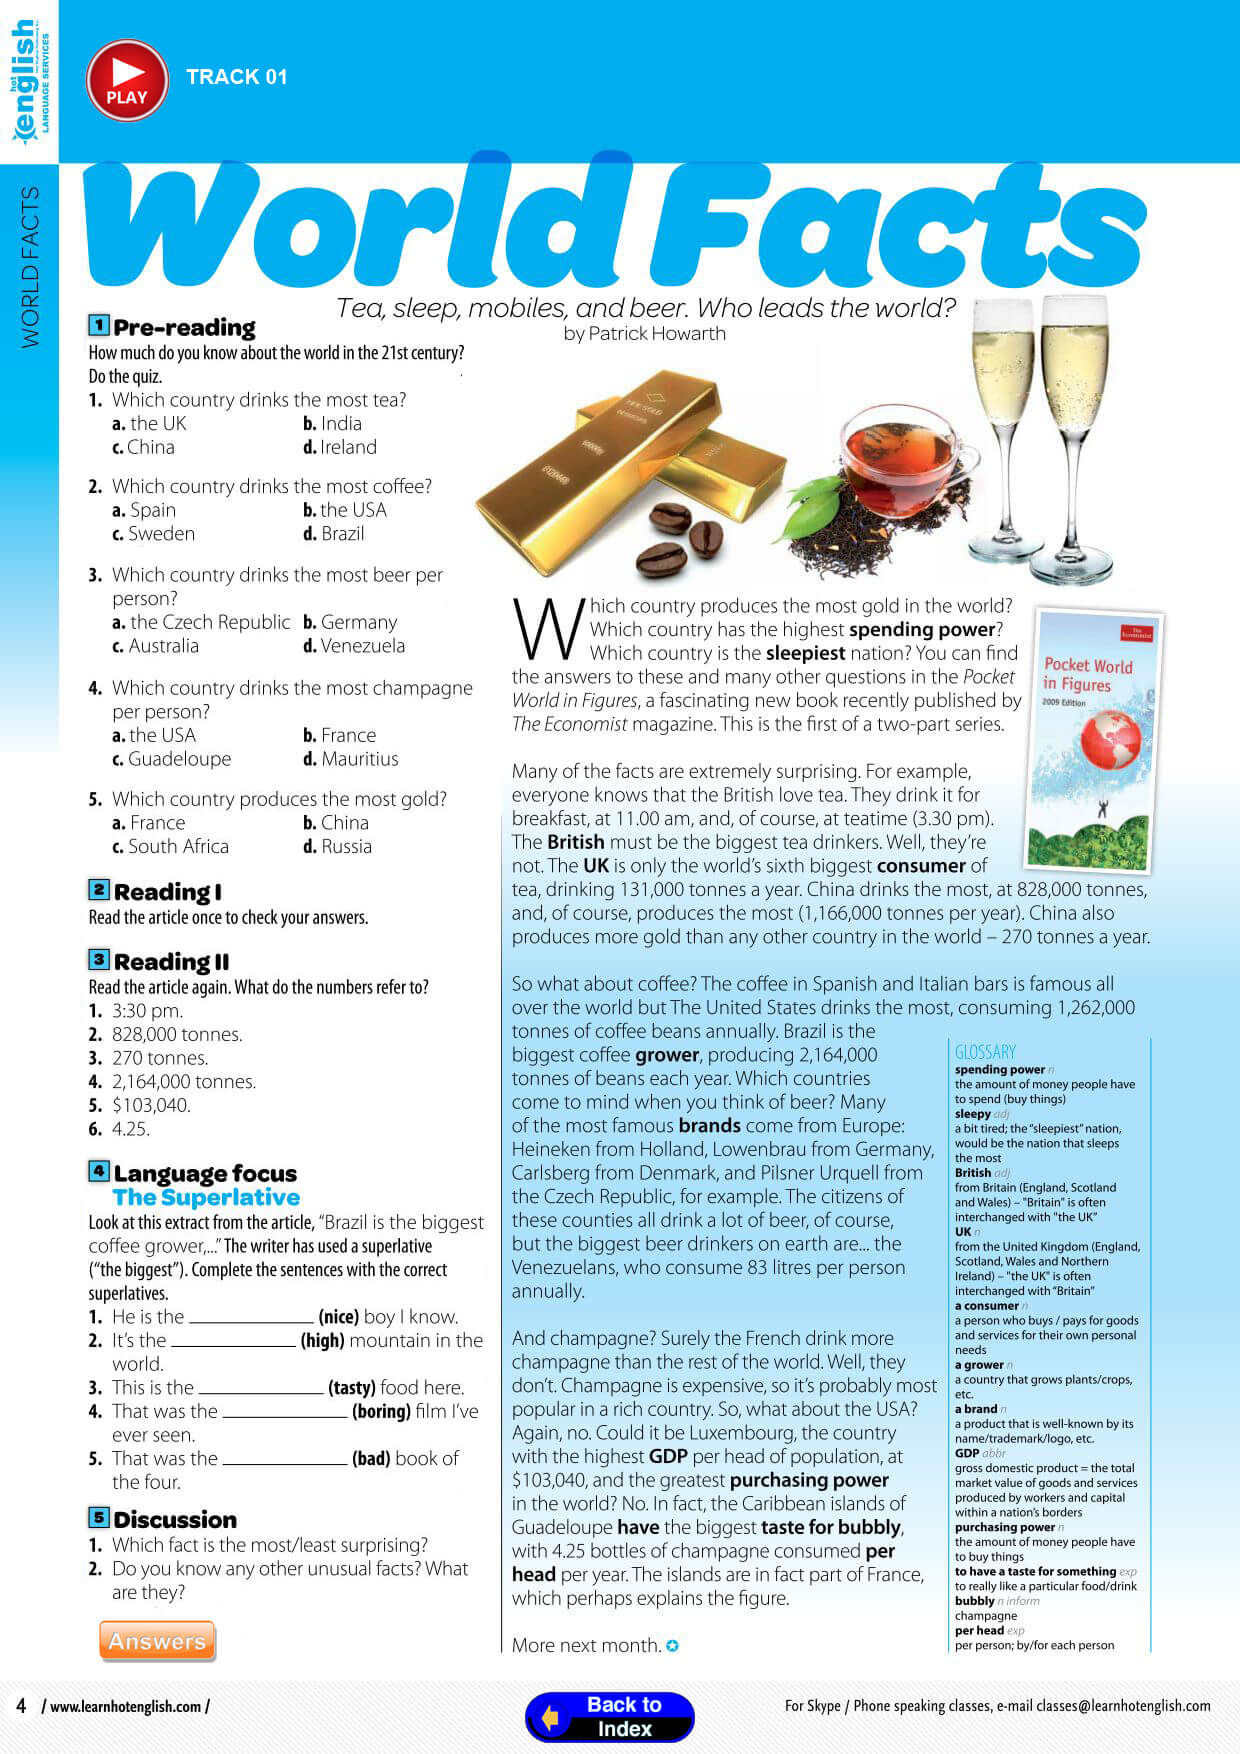 hot
english
LANGUAGE SERVICES
WORLD FACTS
PLAY
TRACK 01
World Facts
Tea, sleep, mobiles, and beer. Who leads the world?
by Patrick Howarth
1 Pre-reading
How much do you know about the world in the 21st century?
Do the quiz.
1. Which country drinks the most tea?
a. the UK b. India
c. China d. Ireland
2. Which country drinks the most coffee?
a. Spain b. the USA
c. Sweden d. Brazil
3. Which country drinks the most beer per
person?
a. the Czech Republic b. Germany
c. Australia d. Venezuela
4. Which country drinks the most champagne
per person?
a. the USA b. France
c. Guadeloupe d. Mauritius
5. Which country produces the most gold?
a. France b. China
c. South Africa d. Russia
2 Reading I
Read the article once to check your answers.
3 Reading II
Read the article again. What do the numbers refer to?
1. 3:30 pm.
2. 828,000 tonnes.
3. 270 tonnes.
4. 2,164,000 tonnes.
5. $103,040.
6. 4.25.
4 Language focus
The Superlative
Look at this extract from the article, “Brazil is the biggest
coffee grower,...” The writer has used a superlative
(“the biggest”). Complete the sentences with the correct
superlatives.
1. He is the ____________ (nice) boy I know.
2. It’s the ____________ (high) mountain in the
world.
3. This is the ____________ (tasty) food here.
4. That was the ____________ (boring) film I’ve
ever seen.
5. That was the ____________ (bad) book of
the four.
5 Discussion
1. Which fact is the most/least surprising?
2. Do you know any other unusual facts? What
are they?
Answers
Which country produces the most gold in the world?
Which country has the highest spending power?
Which country is the sleepiest nation? You can find
the answers to these and many other questions in the Pocket
World in Figures, a fascinating new book recently published by
The Economist magazine. This is the first of a two-part series.
The
Economist
Pocket World
in Figures
2009 Edition
Many of the facts are extremely surprising. For example,
everyone knows that the British love tea. They drink it for
breakfast, at 11.00 am, and, of course, at teatime (3.30 pm).
The British must be the biggest tea drinkers. Well, they’re
not. The UK is only the world’s sixth biggest consumer of
tea, drinking 131,000 tonnes a year. China drinks the most, at 828,000 tonnes,
and, of course, produces the most (1,166,000 tonnes per year). China also
produces more gold than any other country in the world – 270 tonnes a year.
So what about coffee? The coffee in Spanish and Italian bars is famous all
over the world but The United States drinks the most, consuming 1,262,000
tonnes of coffee beans annually. Brazil is the
biggest coffee grower, producing 2,164,000
tonnes of beans each year. Which countries
come to mind when you think of beer? Many
of the most famous brands come from Europe:
Heineken from Holland, Lowenbrau from Germany,
Carlsberg from Denmark, and Pilsner Urquell from
the Czech Republic, for example. The citizens of
these counties all drink a lot of beer, of course,
but the biggest beer drinkers on earth are... the
Venezuelans, who consume 83 litres per person
annually.
And champagne? Surely the French drink more
champagne than the rest of the world. Well, they
don’t. Champagne is expensive, so it’s probably most
popular in a rich country. So, what about the USA?
Again, no. Could it be Luxembourg, the country
with the highest GDP per head of population, at
$103,040, and the greatest purchasing power
in the world? No. In fact, the Caribbean islands of
Guadeloupe have the biggest taste for bubbly,
with 4.25 bottles of champagne consumed per
head per year. The islands are in fact part of France,
which perhaps explains the figure.
More next month.
GLOSSARY
spending power n
the amount of money people have
to spend (buy things)
sleepy adj
a bit tired; the “sleepiest” nation,
would be the nation that sleeps
the most
British adj
from Britain (England, Scotland
and Wales) – "Britain" is often
interchanged with "the UK"
UK n
from the United Kingdom (England,
Scotland, Wales and Northern
Ireland) – "the UK" is often
interchanged with “Britain”
a consumer n
a person who buys / pays for goods
and services for their own personal
needs
a grower n
a country that grows plants/crops,
etc.
a brand n
a product that is well-known by its
name/trademark/logo, etc.
GDP abbr
gross domestic product = the total
market value of goods and services
produced by workers and capital
within a nation’s borders
purchasing power n
the amount of money people have
to buy things
to have a taste for something exp
to really like a particular food/drink
bubbly n inform
champagne
per head exp
per person; by/for each person
4 / www.learnhotenglish.com /
Back to
Index
For Skype / Phone speaking classes, e-mail classes@learnhotenglish.com